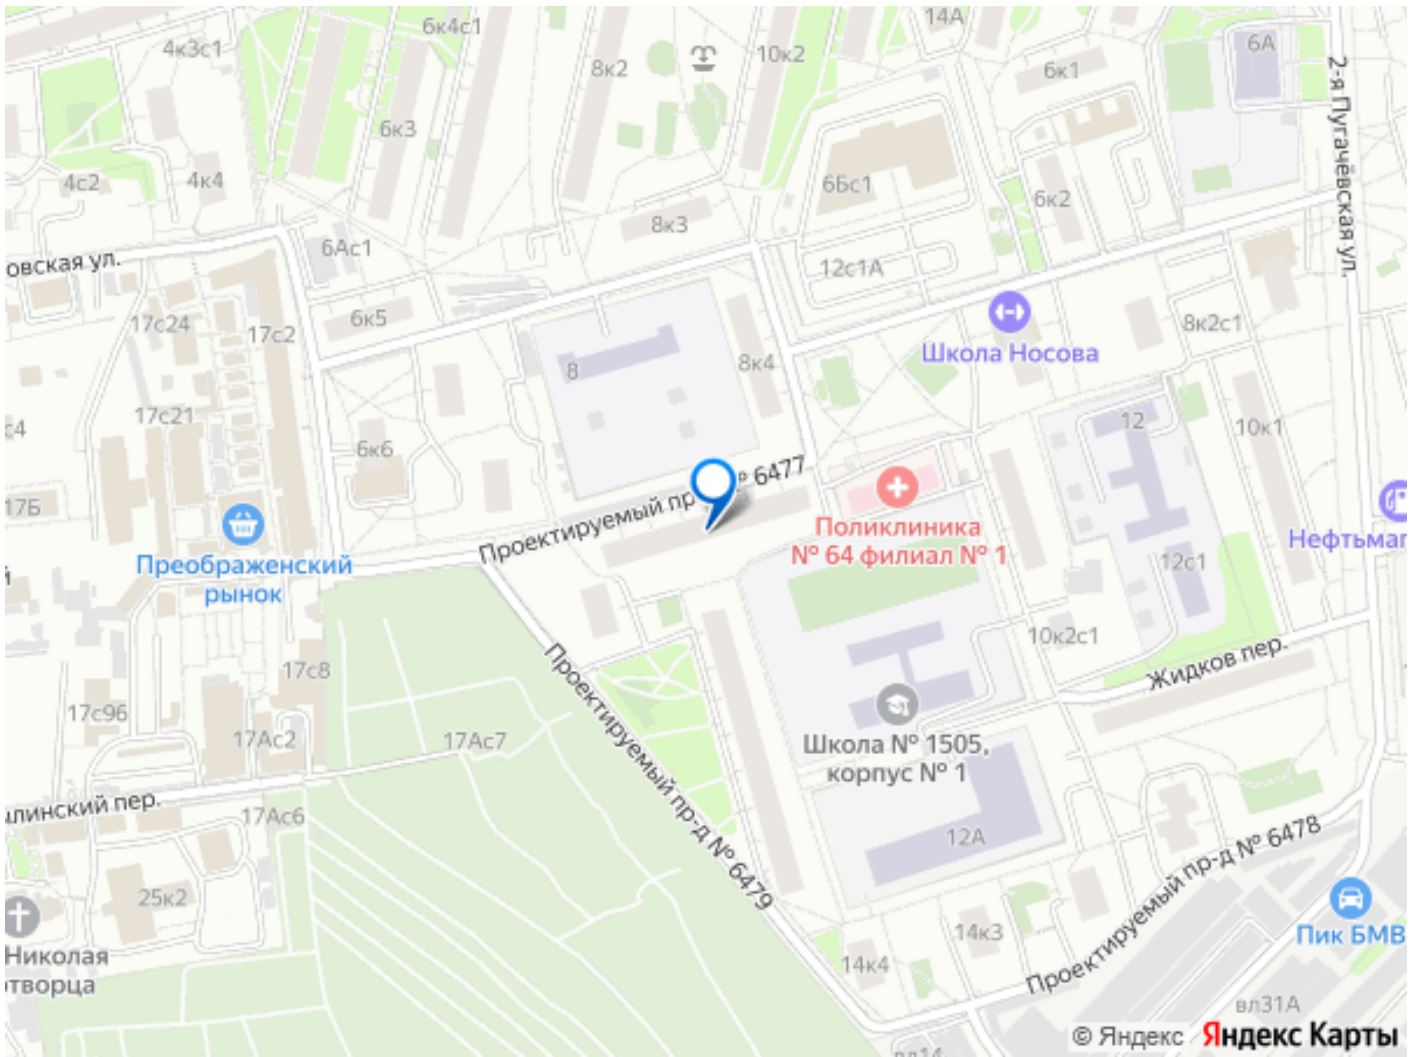 14А
6к4с1
4к3с1
6А
10к2
8к2
6к1
2-я Пугачёвская ул.
6к3
4с2
4к4
6Бс1
6к2
8к3
6Ас1
овская ул.
12с1А
17с24
17с2
6к5
8к2с1
Школа Носова
8к4
8
17с21
12
10к1
с4
6к6
Проектируемый пр № 6477
17Б
Поликлиника
№ 64 филиал № 1
Нефтьмаг
Преображенский
рынок
12с1
й
10к2с1
Жидков пер.
17с8
Проектируемый пр-д № 6479
17с9б
17Ас2
17Ас7
Школа № 1505,
корпус № 1
линский пер.
17Ас6
12А
Проектируемый пр-д № 6478
25к2
14к3
Пик БМВ
Николая
творца
14к4
вл31А
вл14
© Яндекс Яндекс Карты